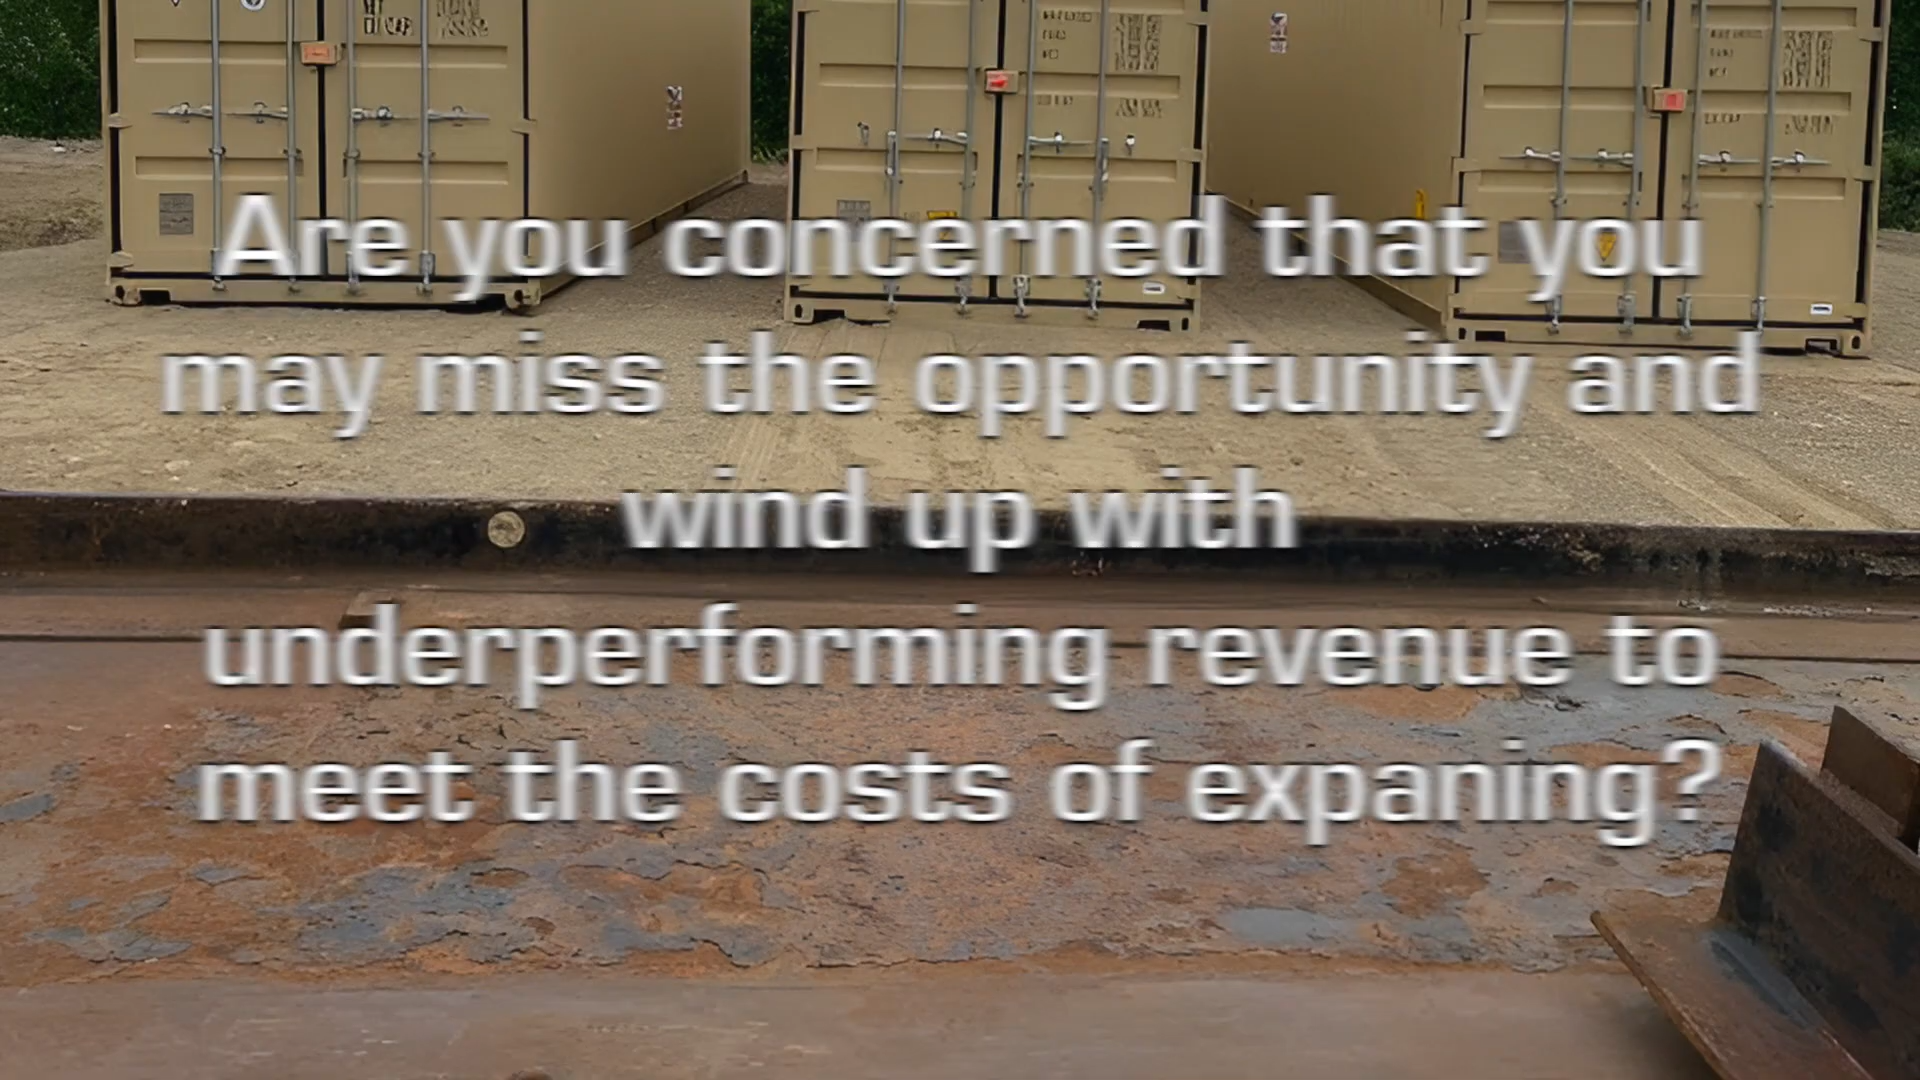 Are you concerned that you
may miss the opportunity and
wind up with
underperforming revenue to
meet the costs of expaning?